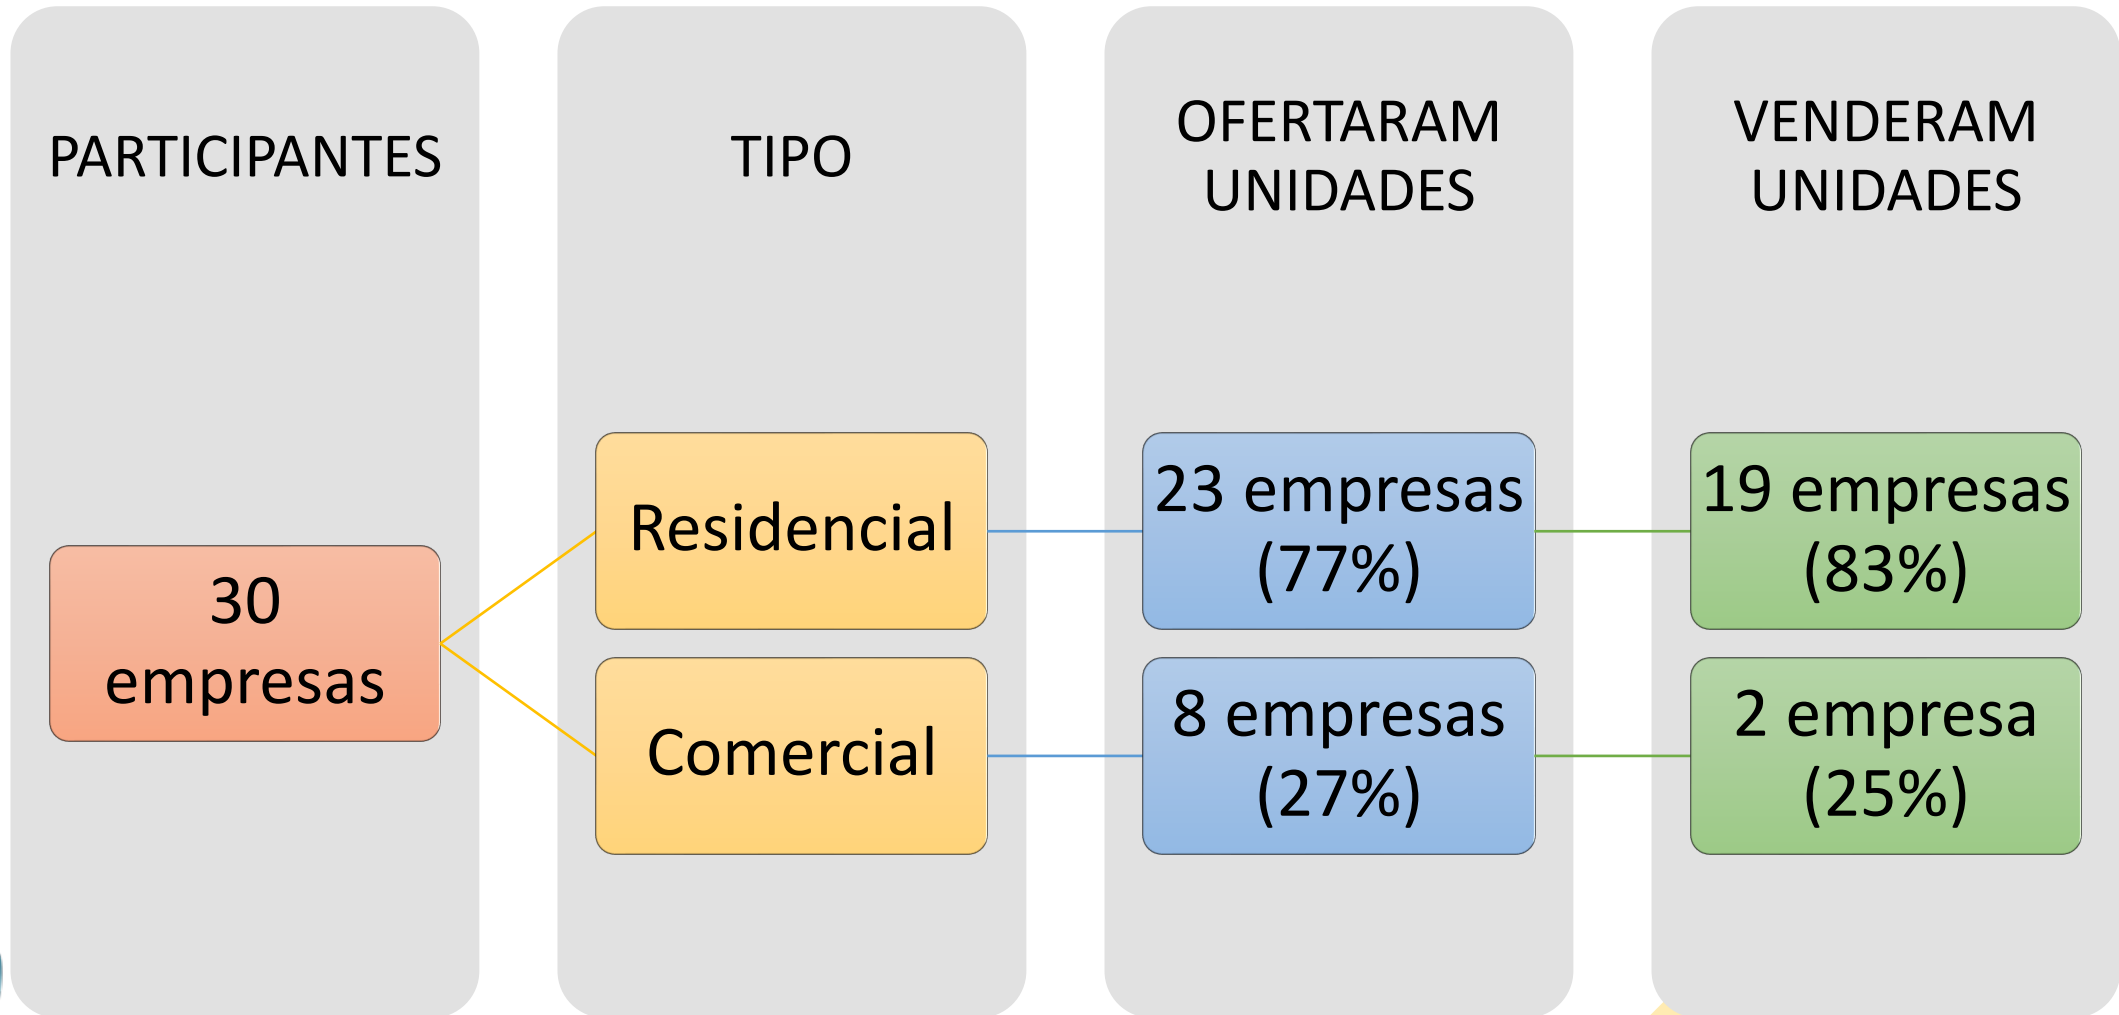 PARTICIPANTES
TIPO
OFERTARAM
UNIDADES
VENDERAM
UNIDADES
30
empresas
Residencial
23 empresas
(77%)
19 empresas
(83%)
Comercial
8 empresas
(27%)
2 empresa
(25%)